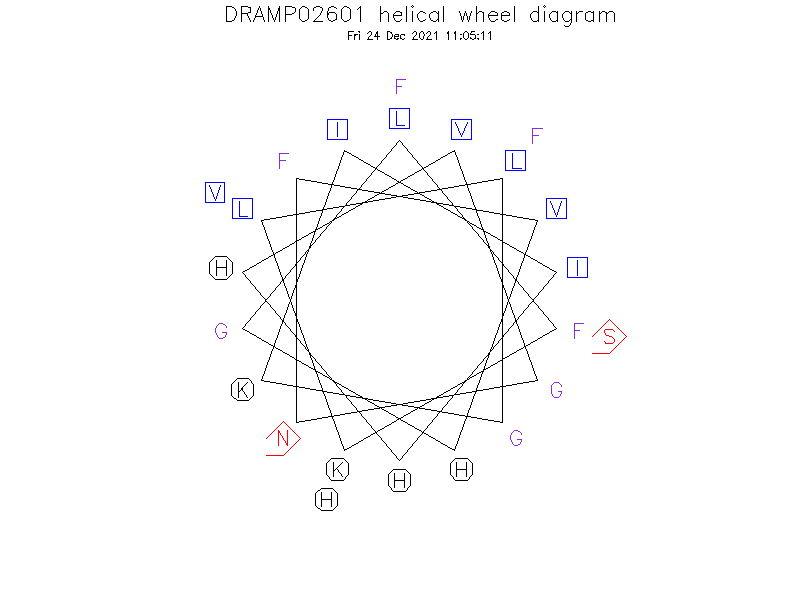 DRAMP02601 helical wheel diagram
Fri 24 Dec 2021 11:05:11
F
L
I
V
F
F
L
V
L
V
H
I
G
F
S
K
G
N
G
K
H
H
H